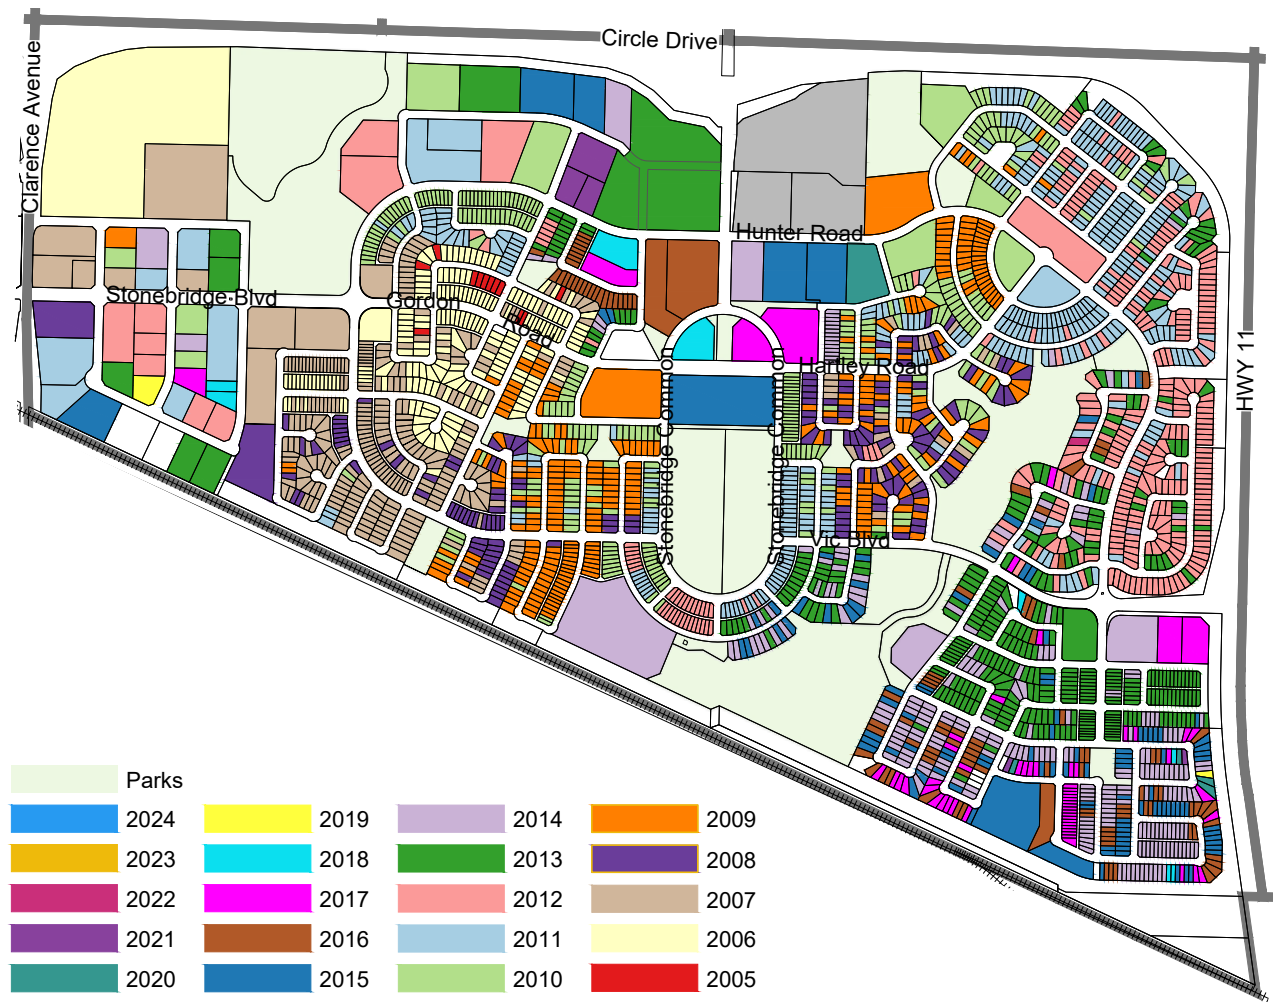 Circle Drive
Clarence Avenue
Hunter Road
Stonebridge Blvd
Gordon
Road
Hartley Road
HWY 11
Stonebridge Common
Stonebridge Common
Vic Blvd
Parks
2024 2019 2014 2009
2023 2018 2013 2008
2022 2017 2012 2007
2021 2016 2011 2006
2020 2015 2010 2005